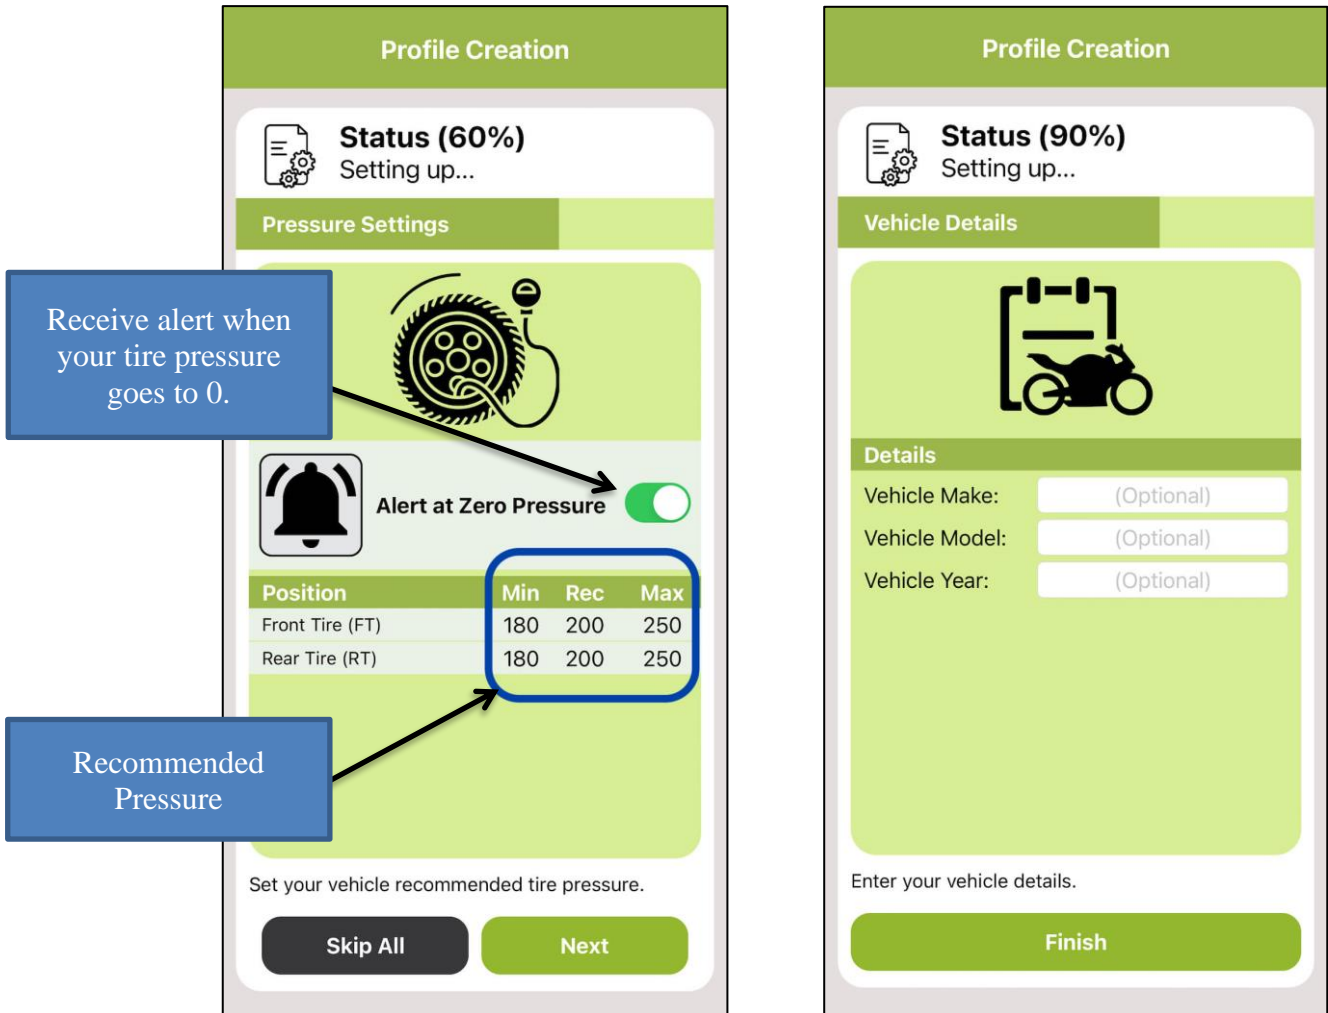 Profile Creation
Status (60%)
Setting up...
Pressure Settings
Receive alert when
your tire pressure
goes to 0.
Alert at Zero Pressure
Position Min Rec Max
Front Tire (FT) 180 200 250
Rear Tire (RT) 180 200 250
Recommended
Pressure
Set your vehicle recommended tire pressure.
Skip All Next
Profile Creation
Status (90%)
Setting up...
Vehicle Details
Details
Vehicle Make: (Optional)
Vehicle Model: (Optional)
Vehicle Year: (Optional)
Enter your vehicle details.
Finish